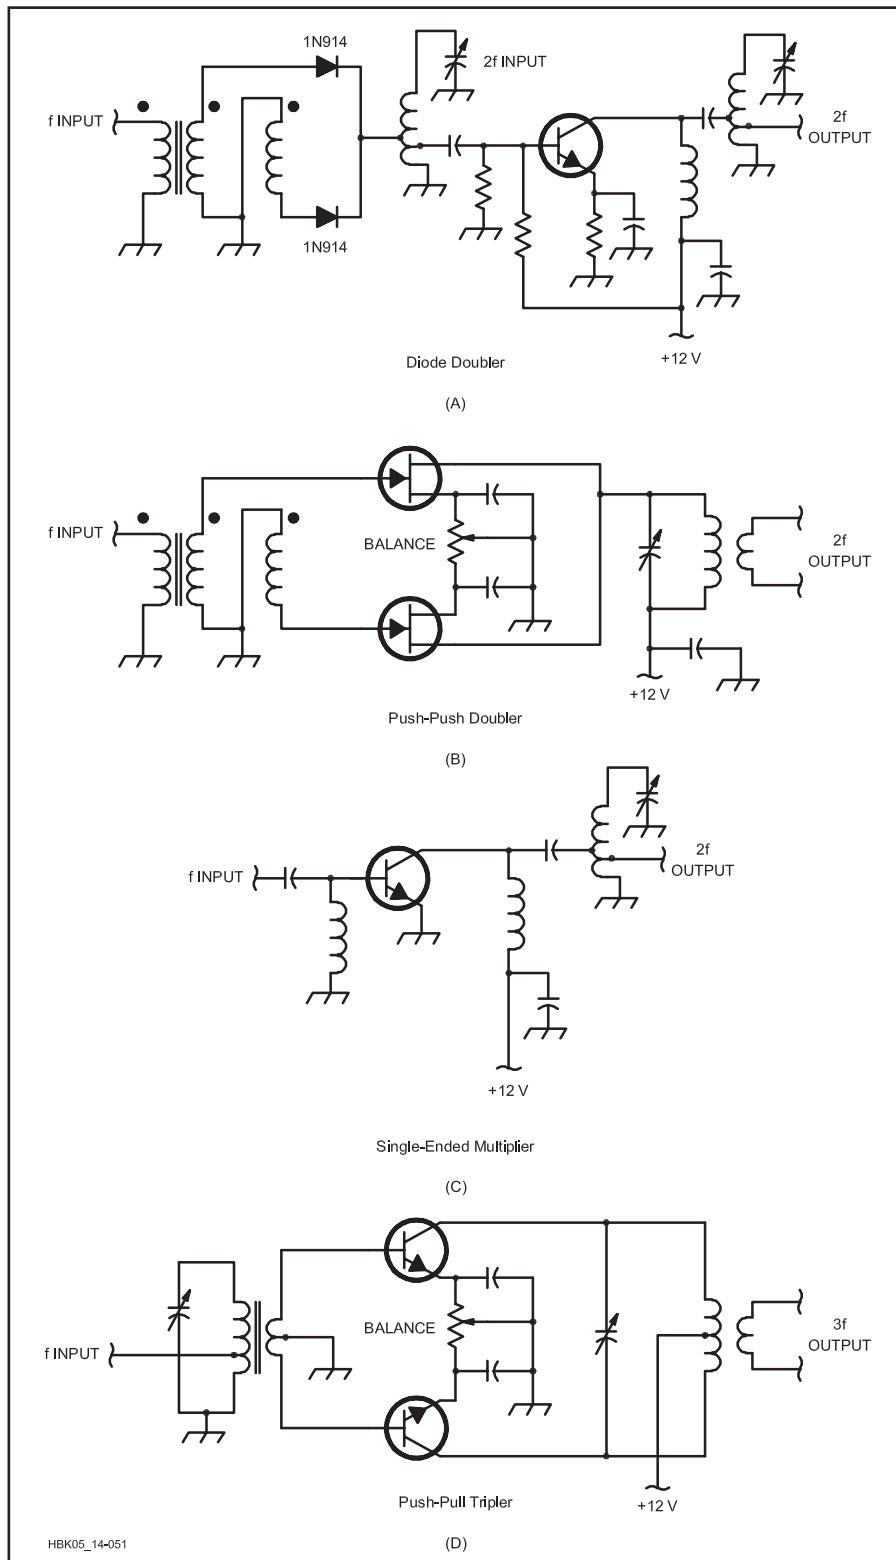 1N914
2f INPUT
f INPUT
2f
OUTPUT
1N914
+12 V
Diode Doubler
(A)
f INPUT
BALANCE
2f
OUTPUT
+12 V
Push-Push Doubler
(B)
f INPUT
2f
OUTPUT
+12 V
Single-Ended Multiplier
(C)
f INPUT
BALANCE
3f
OUTPUT
+12 V
Push-Pull Tripler
(D)
HBK05_14-051